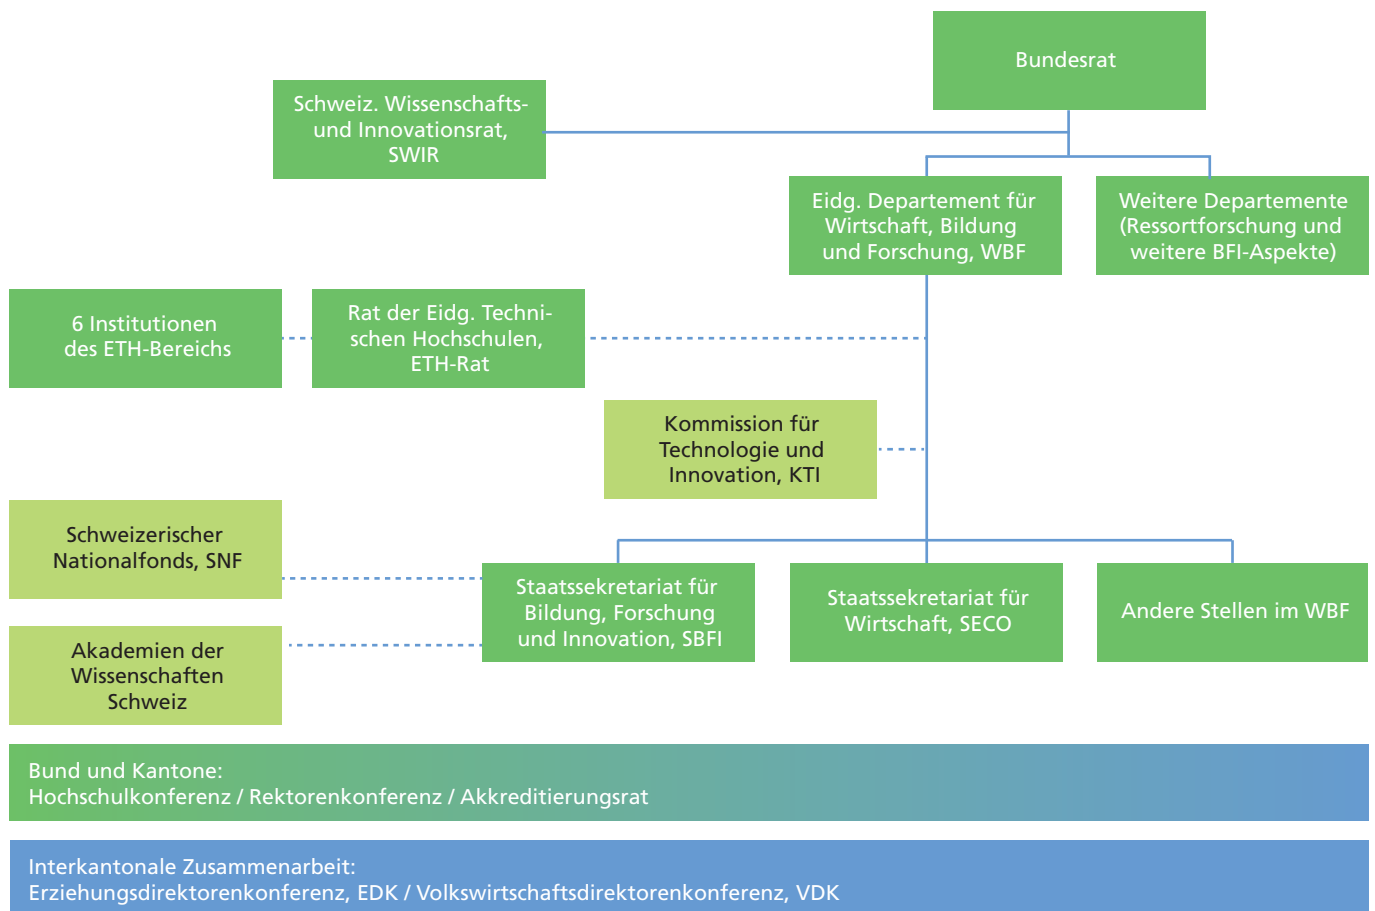 Bundesrat
Schweiz. Wissenschafts-
und Innovationsrat,
SWIR
Eidg. Departement für
Wirtschaft, Bildung
und Forschung, WBF
Weitere Departemente
(Ressortforschung und
weitere BFI-Aspekte)
6 Institutionen
des ETH-Bereichs
Rat der Eidg. Techni-
schen Hochschulen,
ETH-Rat
Kommission für
Technologie und
Innovation, KTI
Schweizerischer
Nationalfonds, SNF
Staatssekretariat für
Bildung, Forschung
und Innovation, SBFI
Staatssekretariat für
Wirtschaft, SECO
Andere Stellen im WBF
Akademien der
Wissenschaften
Schweiz
Bund und Kantone:
Hochschulkonferenz / Rektorenkonferenz / Akkreditierungsrat
Interkantonale Zusammenarbeit:
Erziehungsdirektorenkonferenz, EDK / Volkswirtschaftsdirektorenkonferenz, VDK